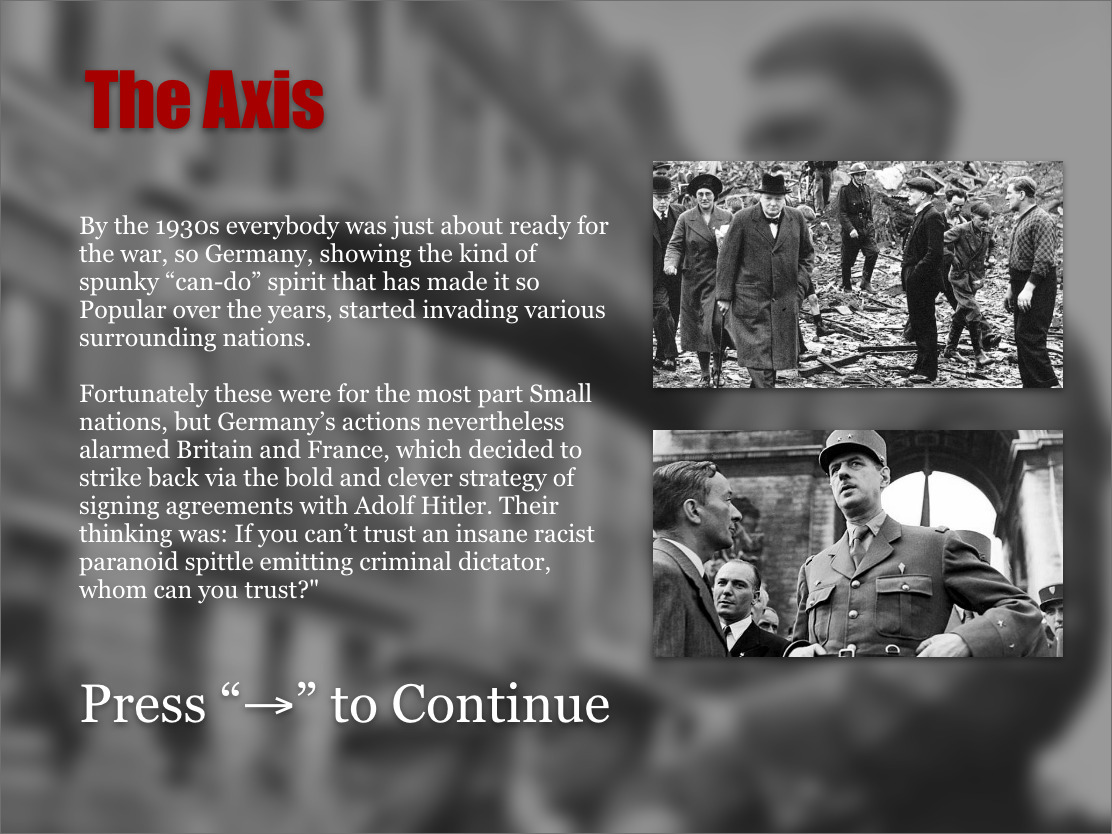 The Axis
By the 1930s everybody was just about ready for
the war, so Germany, showing the kind of
spunky “can-do” spirit that has made it so
Popular over the years, started invading various
surrounding nations.
Fortunately these were for the most part Small
nations, but Germany’s actions nevertheless
alarmed Britain and France, which decided to
strike back via the bold and clever strategy of
signing agreements with Adolf Hitler. Their
thinking was: If you can’t trust an insane racist
paranoid spittle emitting criminal dictator,
whom can you trust?"
Press “→” to Continue